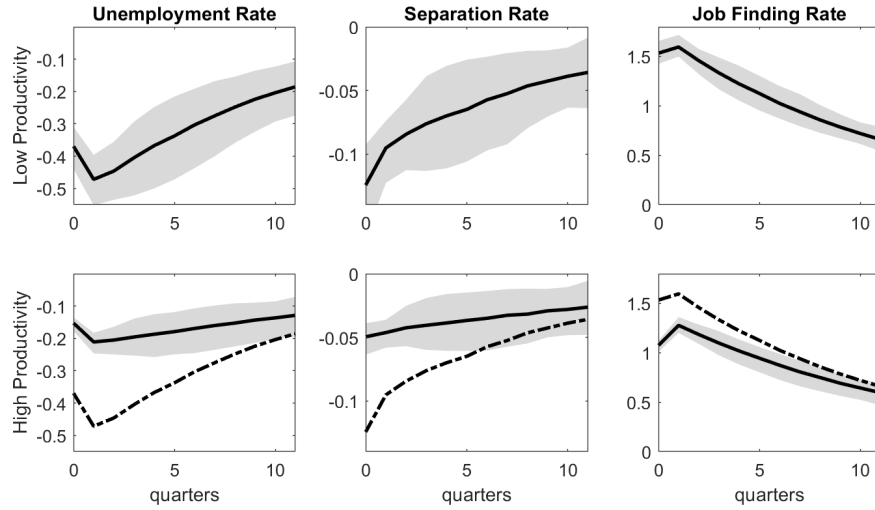 Unemployment Rate
Separation Rate
Job Finding Rate
Low Productivity
-0.1
-0.2
-0.3
-0.4
-0.5
0 5 10
0
-0.05
-0.1
0 5 10
1.5
1
0.5
0
0 5 10
High Productivity
-0.1
-0.2
-0.3
-0.4
-0.5
0 5 10
quarters
0
-0.05
-0.1
0 5 10
quarters
1.5
1
0.5
0
0 5 10
quarters